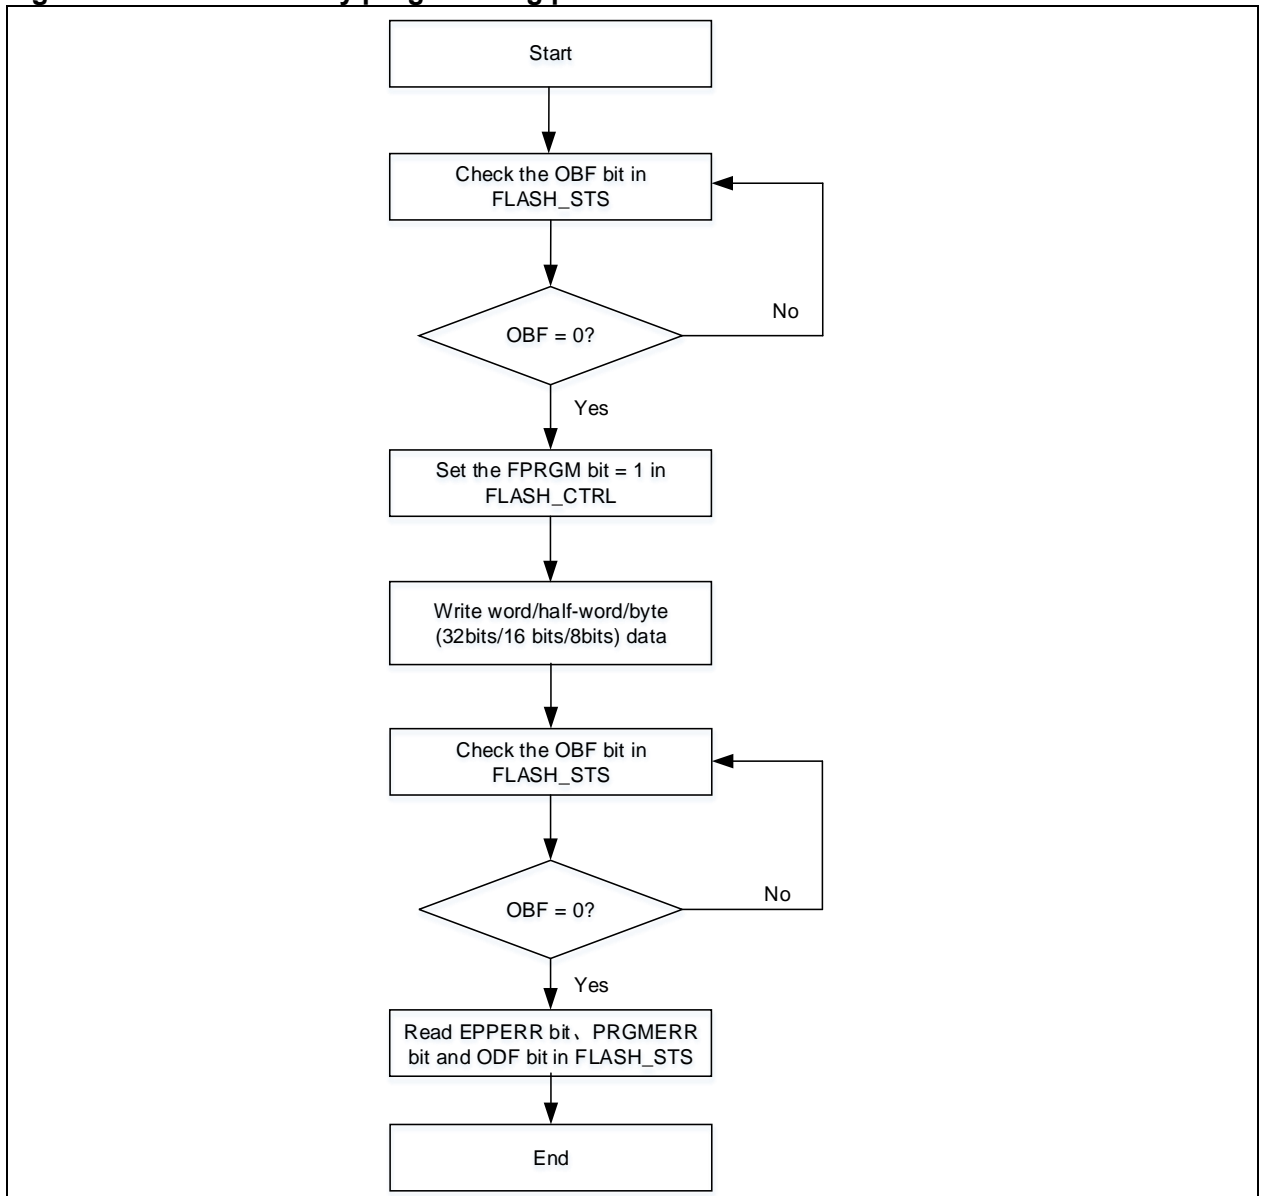 Start
Check the OBF bit in
FLASH_STS
OBF = 0?
No
Yes
Set the FPRGM bit = 1 in
FLASH_CTRL
Write word/half-word/byte
(32bits/16 bits/8bits) data
Check the OBF bit in
FLASH_STS
OBF = 0?
No
Yes
Read EPPERR bit、PRGMERR
bit and ODF bit in FLASH_STS
End